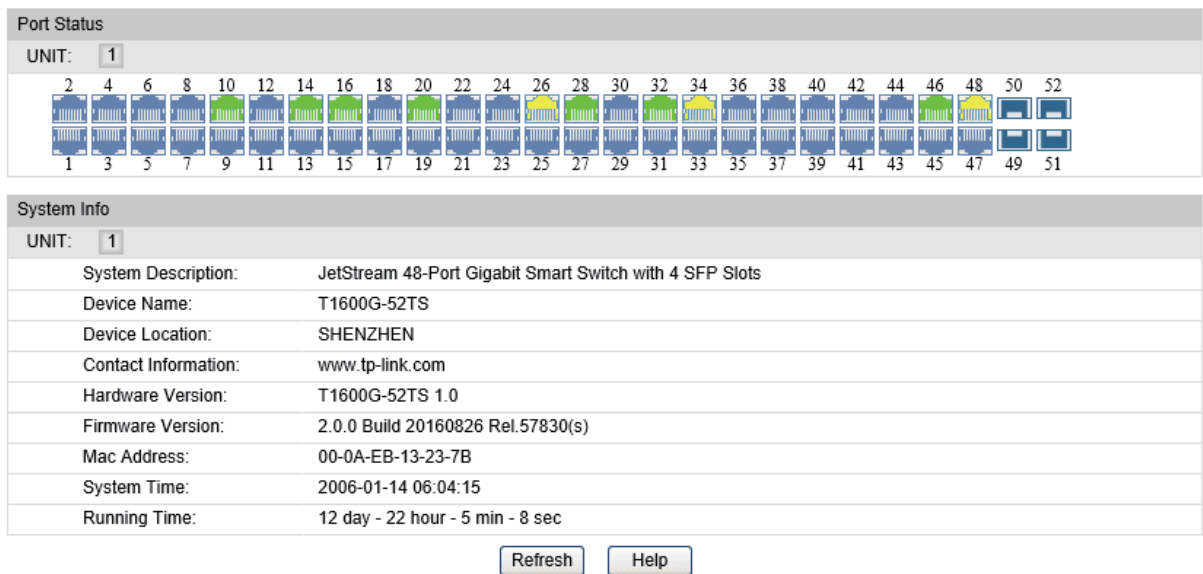 Port Status
UNIT: 1
2 4 6 8 10 12 14 16 18 20 22 24 26 28 30 32 34 36 38 40 42 44 46 48 50 52
1 3 5 7 9 11 13 15 17 19 21 23 25 27 29 31 33 35 37 39 41 43 45 47 49 51
System Info
UNIT: 1
System Description: JetStream 48-Port Gigabit Smart Switch with 4 SFP Slots
Device Name: T1600G-52TS
Device Location: SHENZHEN
Contact Information: www.tp-link.com
Hardware Version: T1600G-52TS 1.0
Firmware Version: 2.0.0 Build 20160826 Rel.57830(s)
Mac Address: 00-0A-EB-13-23-7B
System Time: 2006-01-14 06:04:15
Running Time: 12 day - 22 hour - 5 min - 8 sec
Refresh Help